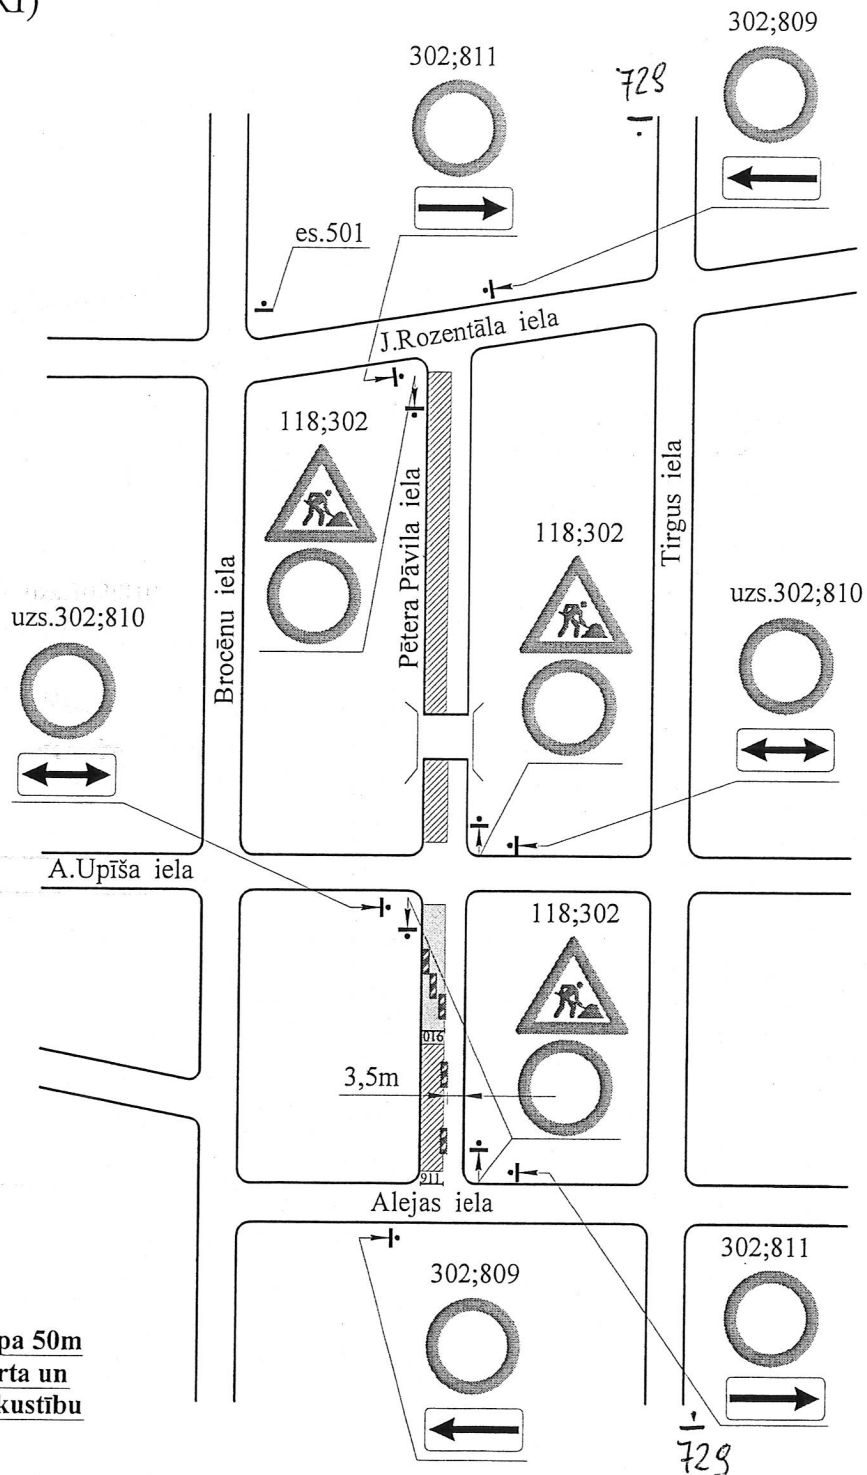 302;809
302;811
729
es.501
J.Rozentāla iela
118;302
Pētera Pāvila iela
Tirgus iela
118;302
Brocēnu iela
uzs.302;810
uzs.302;810
A.Upīša iela
118;302
916
3,5m
911
Alejas iela
302;811
302;809
pa 50m
rta un
kustību
729